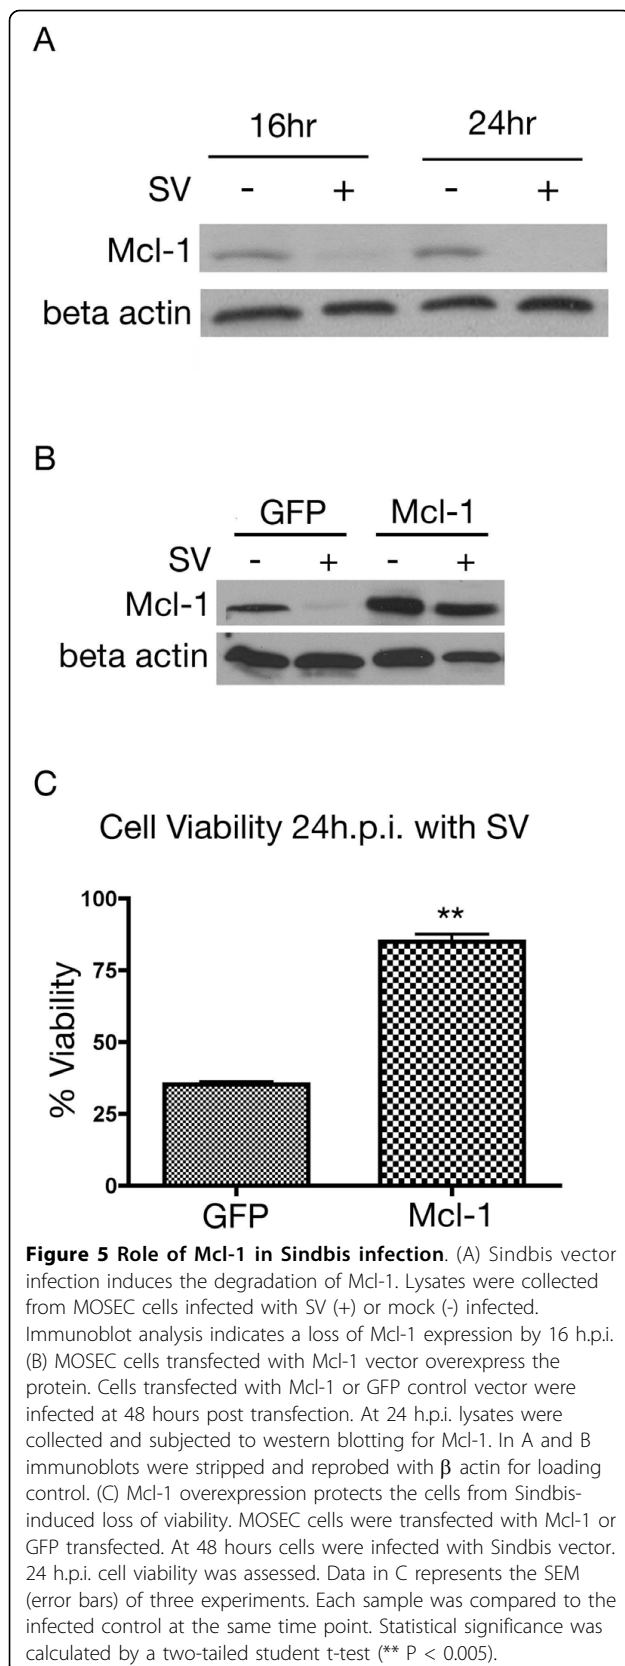 A
16hr 24hr
SV - + - +
Mcl-1
beta actin
B
GFP Mcl-1
SV - + - +
Mcl-1
beta actin
C
Cell Viability 24h.p.i. with SV
100
75
50
25
0
% Viability
**
GFP Mcl-1
Figure 5 Role of Mcl-1 in Sindbis infection. (A) Sindbis vector
infection induces the degradation of Mcl-1. Lysates were collected
from MOSEC cells infected with SV (+) or mock (-) infected.
Immunoblot analysis indicates a loss of Mcl-1 expression by 16 h.p.i.
(B) MOSEC cells transfected with Mcl-1 vector overexpress the
protein. Cells transfected with Mcl-1 or GFP control vector were
infected at 48 hours post transfection. At 24 h.p.i. lysates were
collected and subjected to western blotting for Mcl-1. In A and B
immunoblots were stripped and reprobed with β actin for loading
control. (C) Mcl-1 overexpression protects the cells from Sindbis-
induced loss of viability. MOSEC cells were transfected with Mcl-1 or
GFP transfected. At 48 hours cells were infected with Sindbis vector.
24 h.p.i. cell viability was assessed. Data in C represents the SEM
(error bars) of three experiments. Each sample was compared to the
infected control at the same time point. Statistical significance was
calculated by a two-tailed student t-test (** P < 0.005).